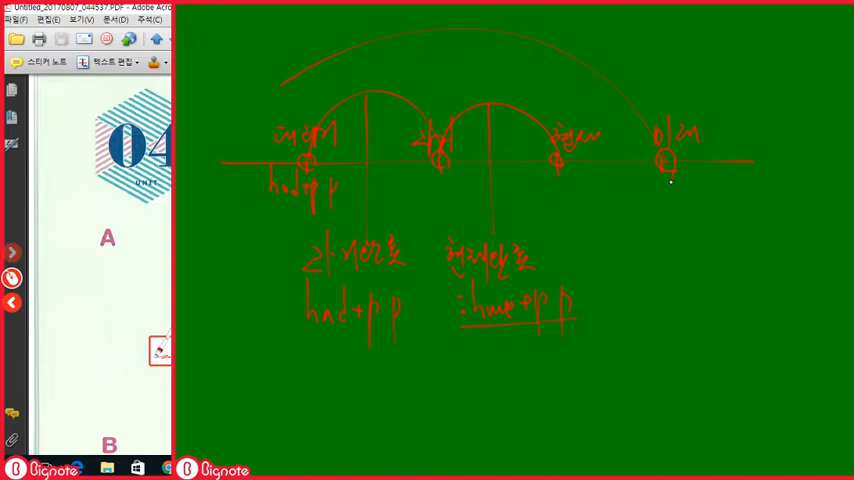 Untitled_20170807_044537.PDF - Adobe Acro
파일(F) 편집(E) 보기(V) 문서(D) 주석(C)
스티커 노트 텍스트 편집
04
UNIT
A
B
대과거 과거 현재 미래
had+p p
과거완료 현재완료
had+p p :have+p p
Bignote Bignote